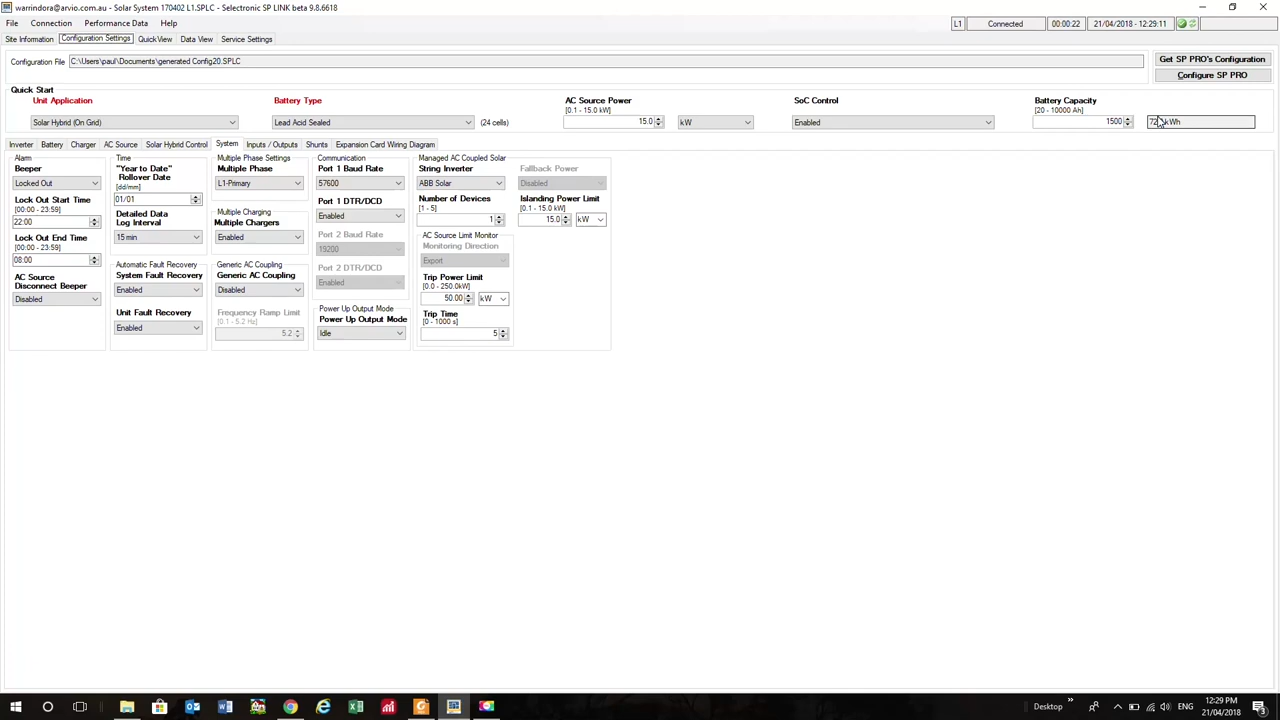 warrindora@arvio.com.au - Solar System 170402 L1.SPLC - Selectronic SP LINK beta 9.8.6618
File Connection Performance Data View Help L1 Connected 00:00:22 21/04/2018 - 12:29:11
Site Information Configuration Settings QuickView Data View Service Settings
Configuration File C:\Users\paul\Documents\generated Config20.SPLC Get SP PRO's Configuration
Configure SP PRO
Quick Start
Unit Application Battery Type AC Source Power SoC Control Battery Capacity
[0.1 - 15.0 kW] [20 - 10000 Ah]
Solar Hybrid (On Grid) Lead Acid Sealed (24 cells) 15.0 kW Enabled 1500 kWh
Inverter Battery Charger AC Source Solar Hybrid Control System Inputs / Outputs Shunts Expansion Card Wiring Diagram
Alarm
Beeper
Locked Out
Lock Out Start Time
[00:00 - 23:59]
22:00
Lock Out End Time
[00:00 - 23:59]
08:00
AC Source
Disconnect Beeper
Disabled
Time
"Year to Date"
Rollover Date
[dd/mm]
01/01
Detailed Data
Log Interval
15 min
Automatic Fault Recovery
System Fault Recovery
Enabled
Unit Fault Recovery
Enabled
Multiple Phase Settings
Multiple Phase
L1-Primary
Multiple Charging
Multiple Chargers
Enabled
Generic AC Coupling
Generic AC Coupling
Disabled
Frequency Ramp Limit
[0.1 - 5.2 Hz]
5.2
Communication
Port 1 Baud Rate
57600
Port 1 DTR/DCD
Enabled
Port 2 Baud Rate
19200
Port 2 DTR/DCD
Enabled
Power Up Output Mode
Power Up Output Mode
Idle
Managed AC Coupled Solar
String Inverter
ABB Solar
Number of Devices
[1 - 5]
1
AC Source Limit Monitor
Monitoring Direction
Export
Trip Power Limit
[0.0 - 250.0kW]
50.00 kW
Trip Time
[0 - 1000 s]
5
Fallback Power
Disabled
Islanding Power Limit
[0.1 - 15.0 kW]
15.0 kW
Desktop ENG 12:29 PM
21/04/2018